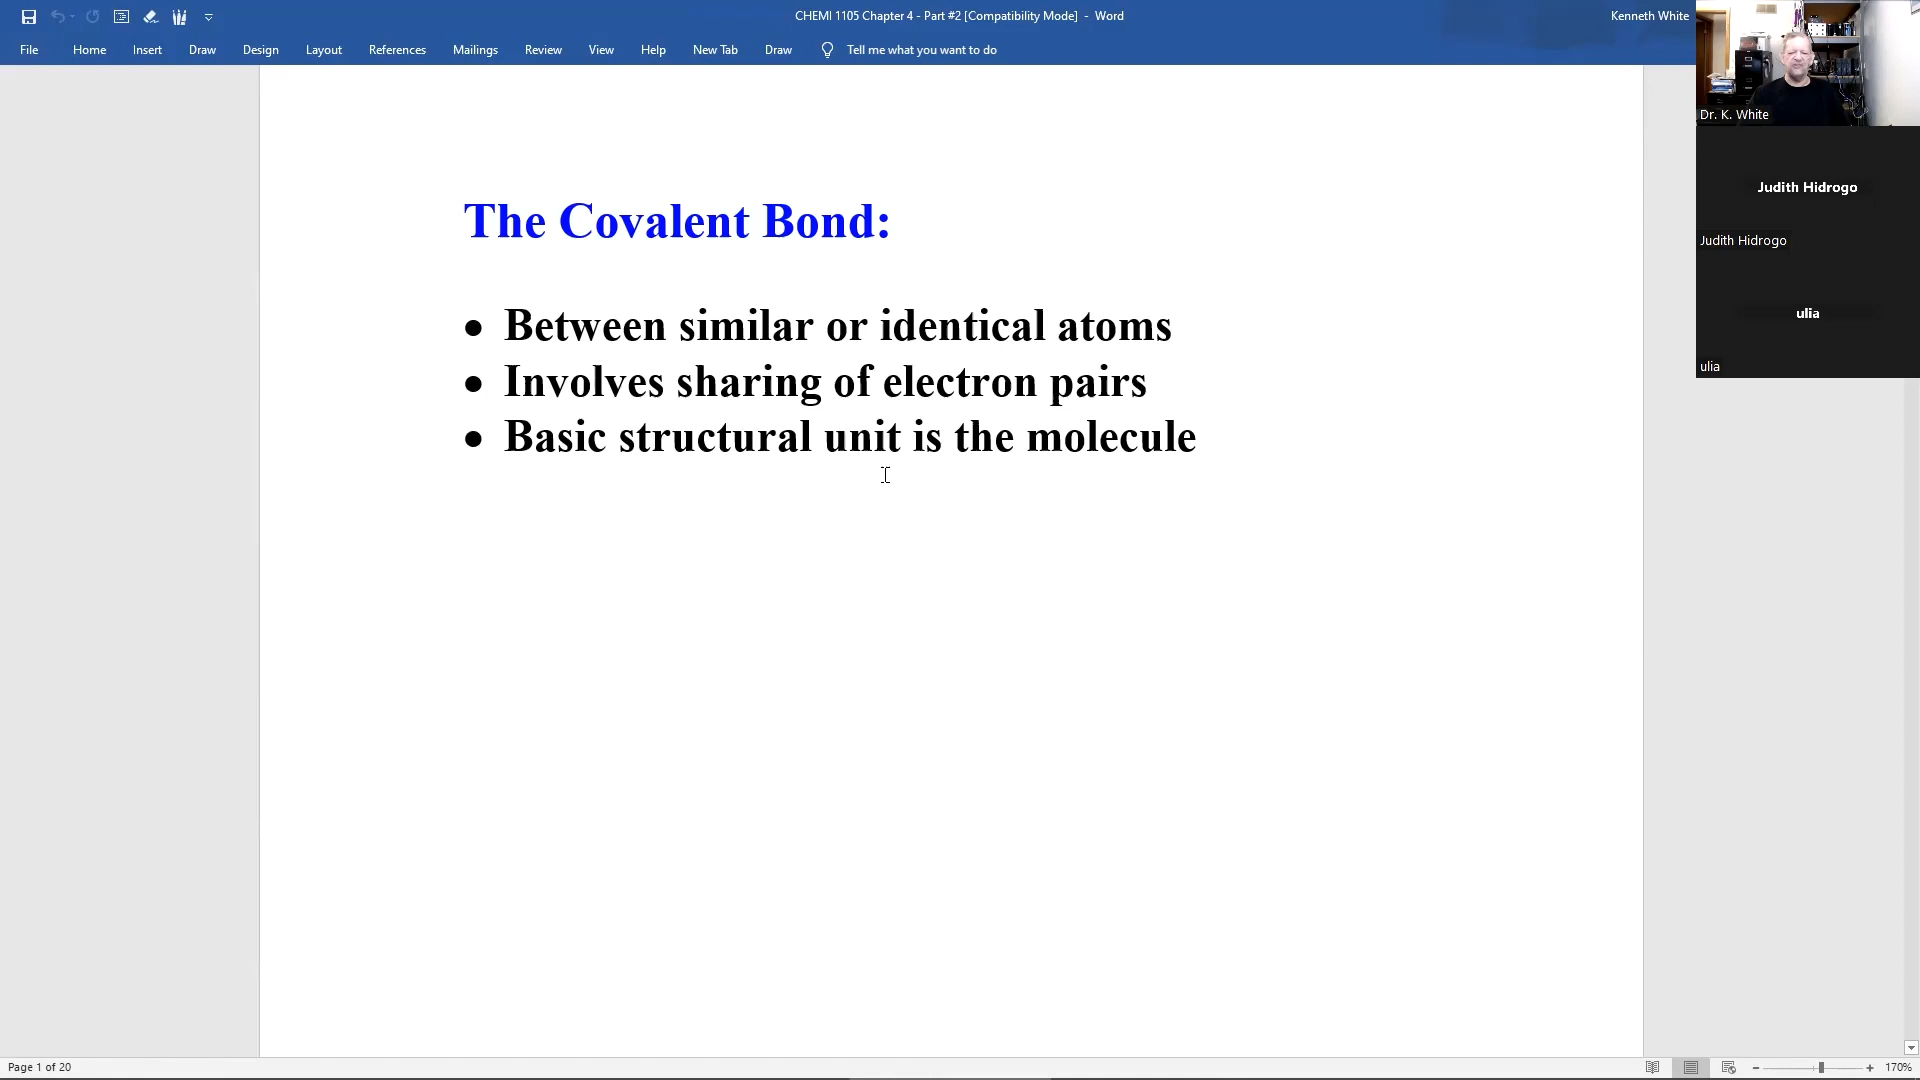 CHEMI 1105 Chapter 4 - Part #2 [Compatibility Mode] - Word
Kenneth White
File Home Insert Draw Design Layout References Mailings Review View Help New Tab Draw Tell me what you want to do
Dr. K. White
Judith Hidrogo
Judith Hidrogo
ulia
ulia
The Covalent Bond:
• Between similar or identical atoms
• Involves sharing of electron pairs
• Basic structural unit is the molecule
Page 1 of 20
170%